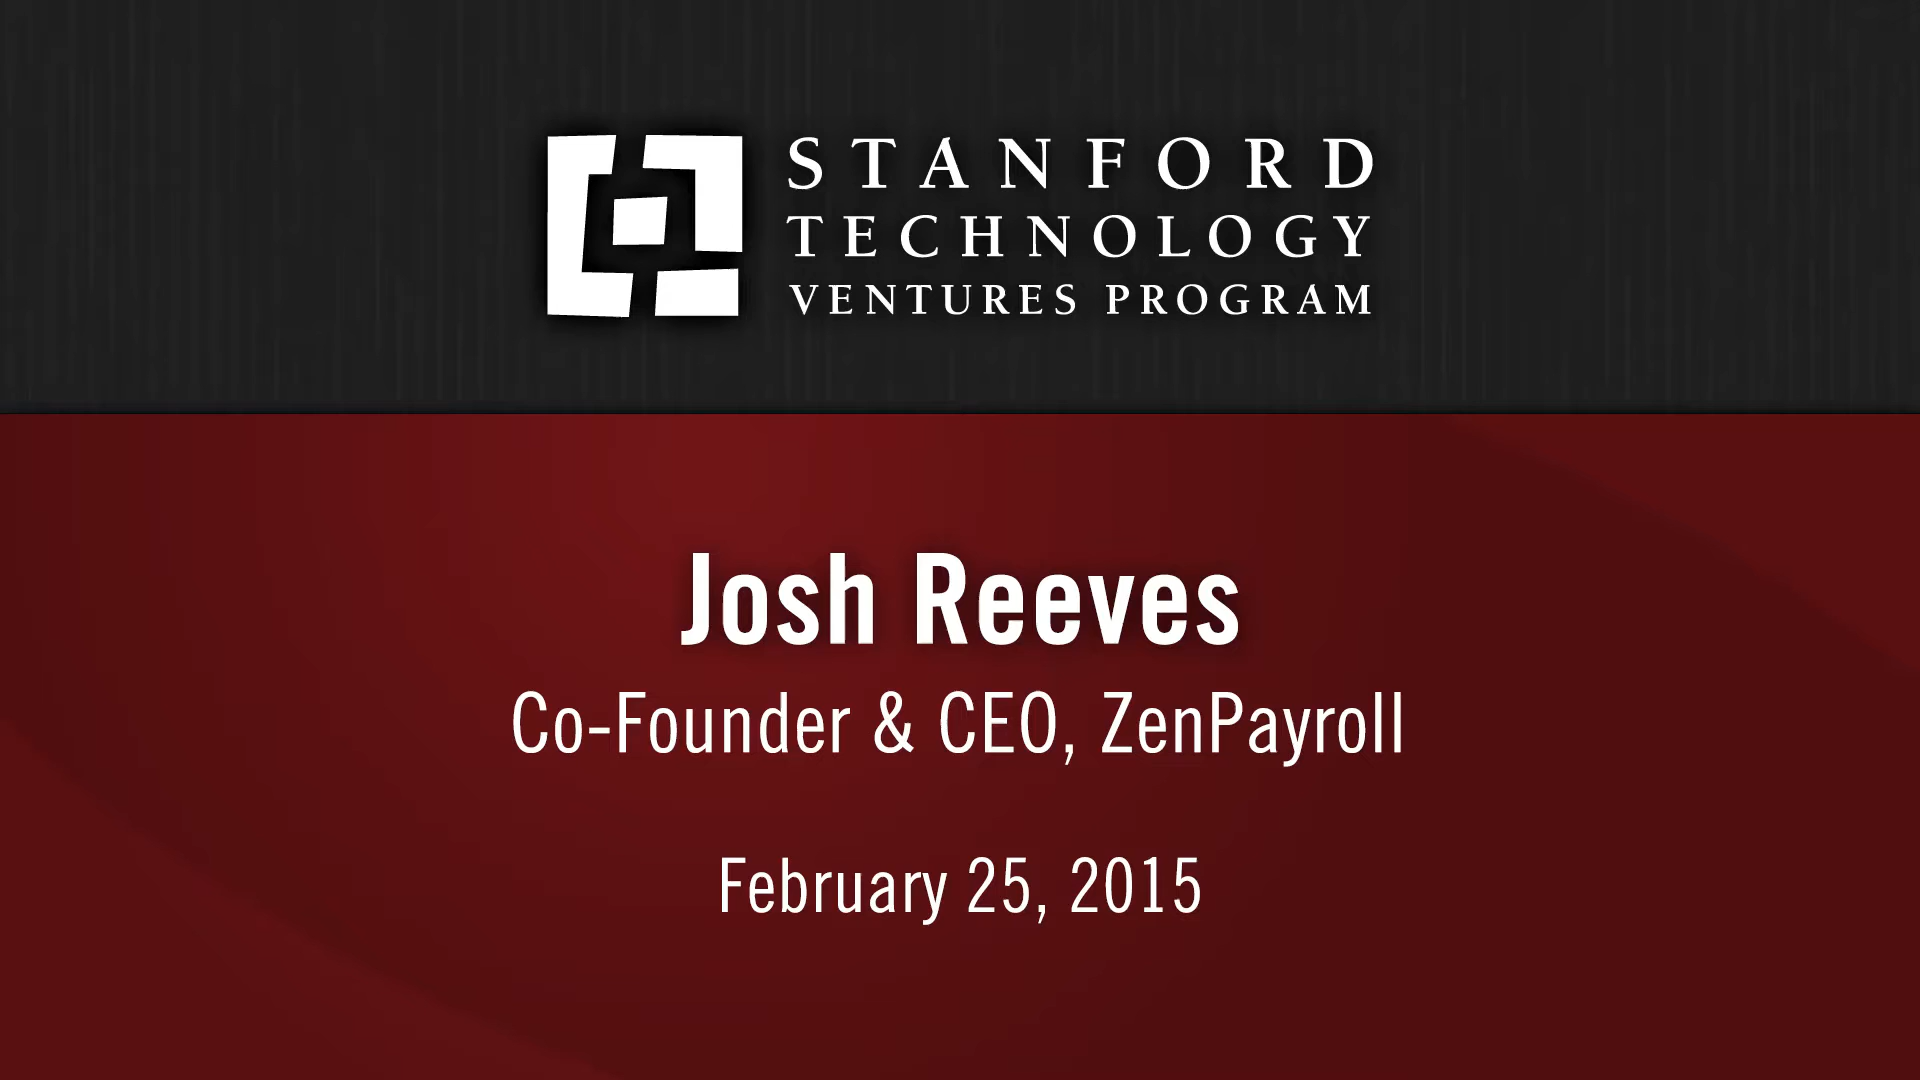 STANFORD
TECHNOLOGY
VENTURES PROGRAM
Josh Reeves
Co-Founder & CEO, ZenPayroll
February 25, 2015